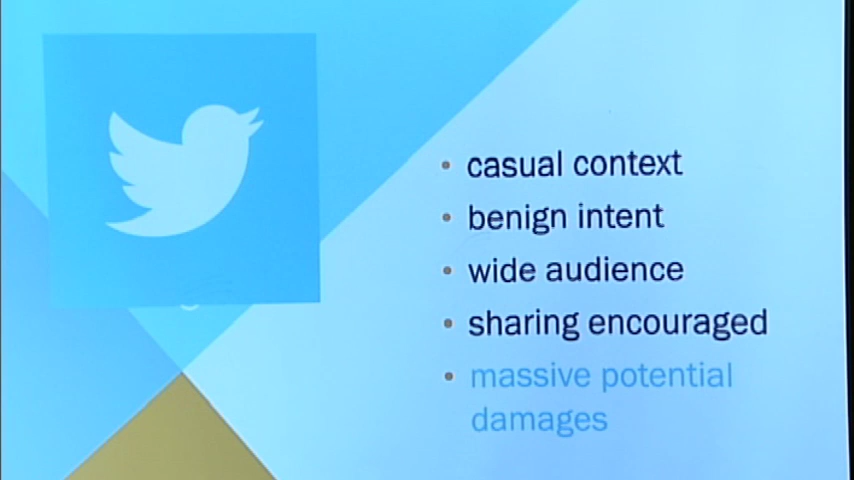 • casual context
• benign intent
• wide audience
• sharing encouraged
• massive potential
damages